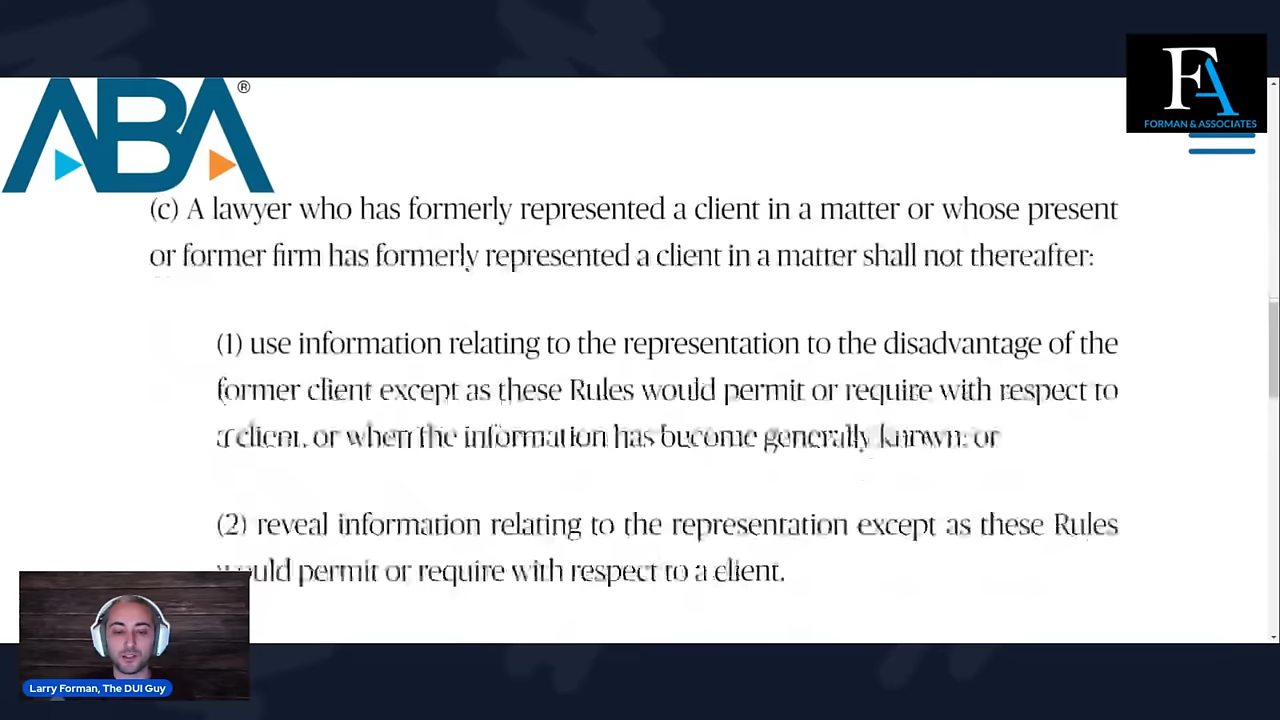 ABA®
FA
FORMAN & ASSOCIATES
(c) A lawyer who has formerly represented a client in a matter or whose present
or former firm has formerly represented a client in a matter shall not thereafter:
(1) use information relating to the representation to the disadvantage of the
former client except as these Rules would permit or require with respect to
a client, or when the information has become generally known; or
(2) reveal information relating to the representation except as these Rules
would permit or require with respect to a client.
Larry Forman, The DUI Guy